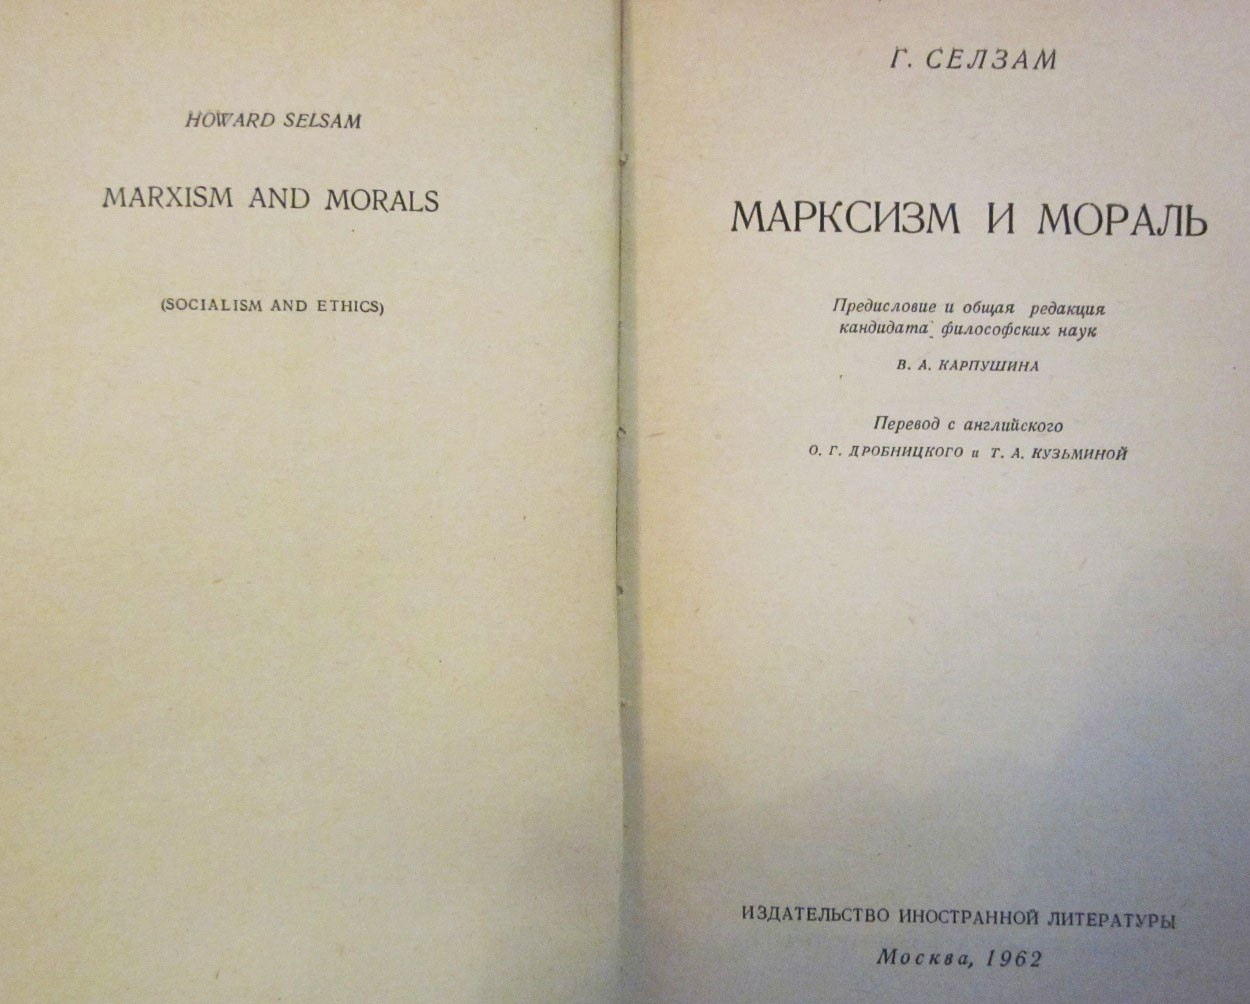 HOWARD SELSAM
MARXISM AND MORALS
(SOCIALISM AND ETHICS)
Г. СЕЛЗАМ
МАРКСИЗМ И МОРАЛЬ
Предисловие и общая редакция
кандидата философских наук
В. А. КАРПУШИНА
Перевод с английского
О. Г. ДРОБНИЦКОГО и Т. А. КУЗЬМИНОЙ
ИЗДАТЕЛЬСТВО ИНОСТРАННОЙ ЛИТЕРАТУРЫ
Москва, 1962